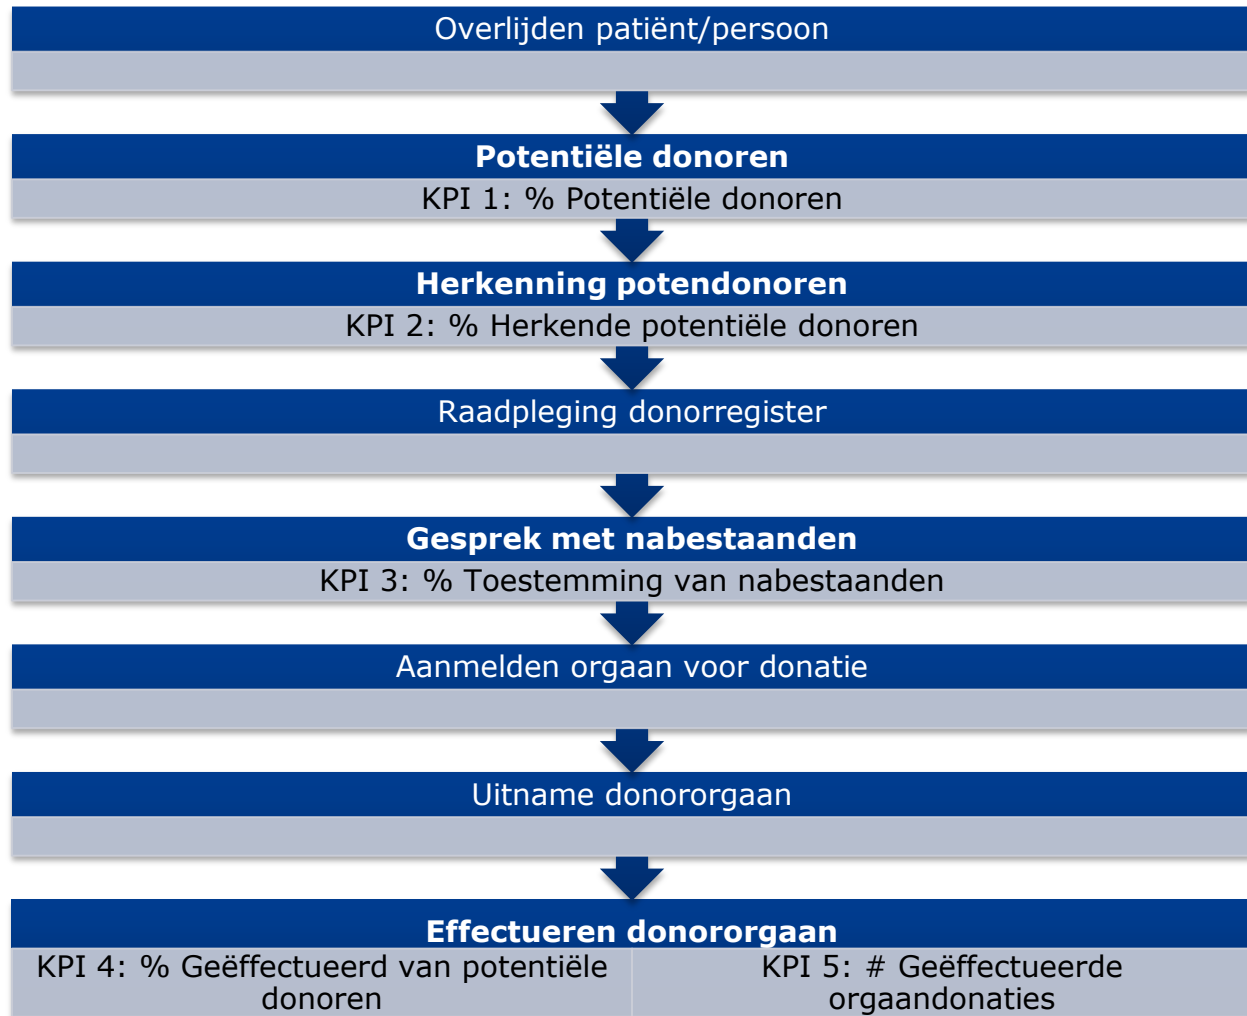 Overlijden patiënt/persoon
Potentiële donoren
KPI 1: % Potentiële donoren
Herkenning potendonoren
KPI 2: % Herkende potentiële donoren
Raadpleging donorregister
Gesprek met nabestaanden
KPI 3: % Toestemming van nabestaanden
Aanmelden orgaan voor donatie
Uitname donororgaan
Effectueren donororgaan
KPI 4: % Geëffectueerd van potentiële
donoren
KPI 5: # Geëffectueerde
orgaandonaties